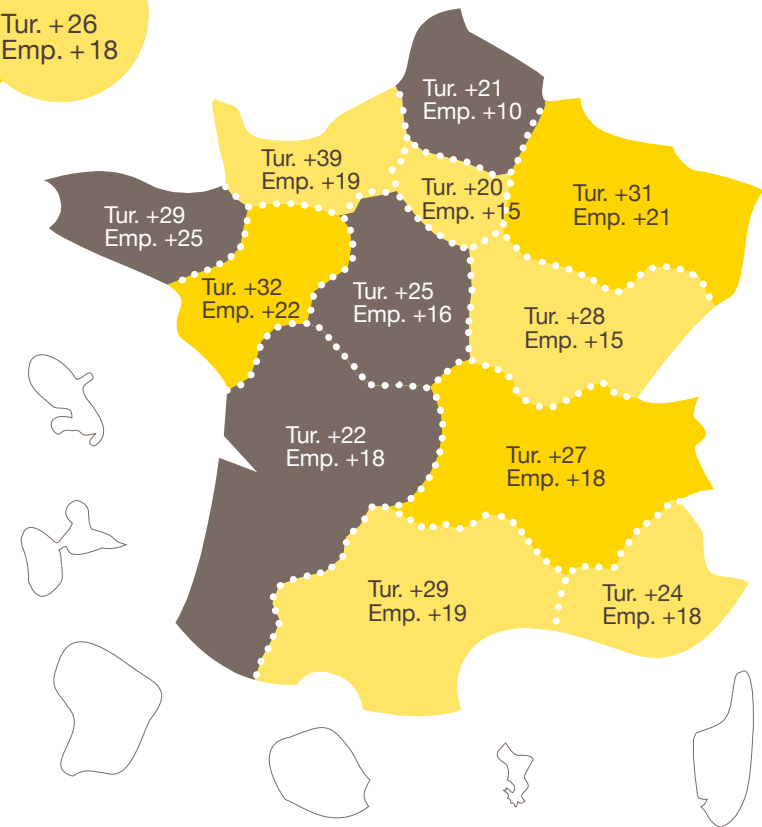 Tur. +26
Emp. +18
Tur. +21
Emp. +10
Tur. +39
Emp. +19
Tur. +20
Emp. +15
Tur. +31
Emp. +21
Tur. +29
Emp. +25
Tur. +32
Emp. +22
Tur. +25
Emp. +16
Tur. +28
Emp. +15
Tur. +22
Emp. +18
Tur. +27
Emp. +18
Tur. +29
Emp. +19
Tur. +24
Emp. +18